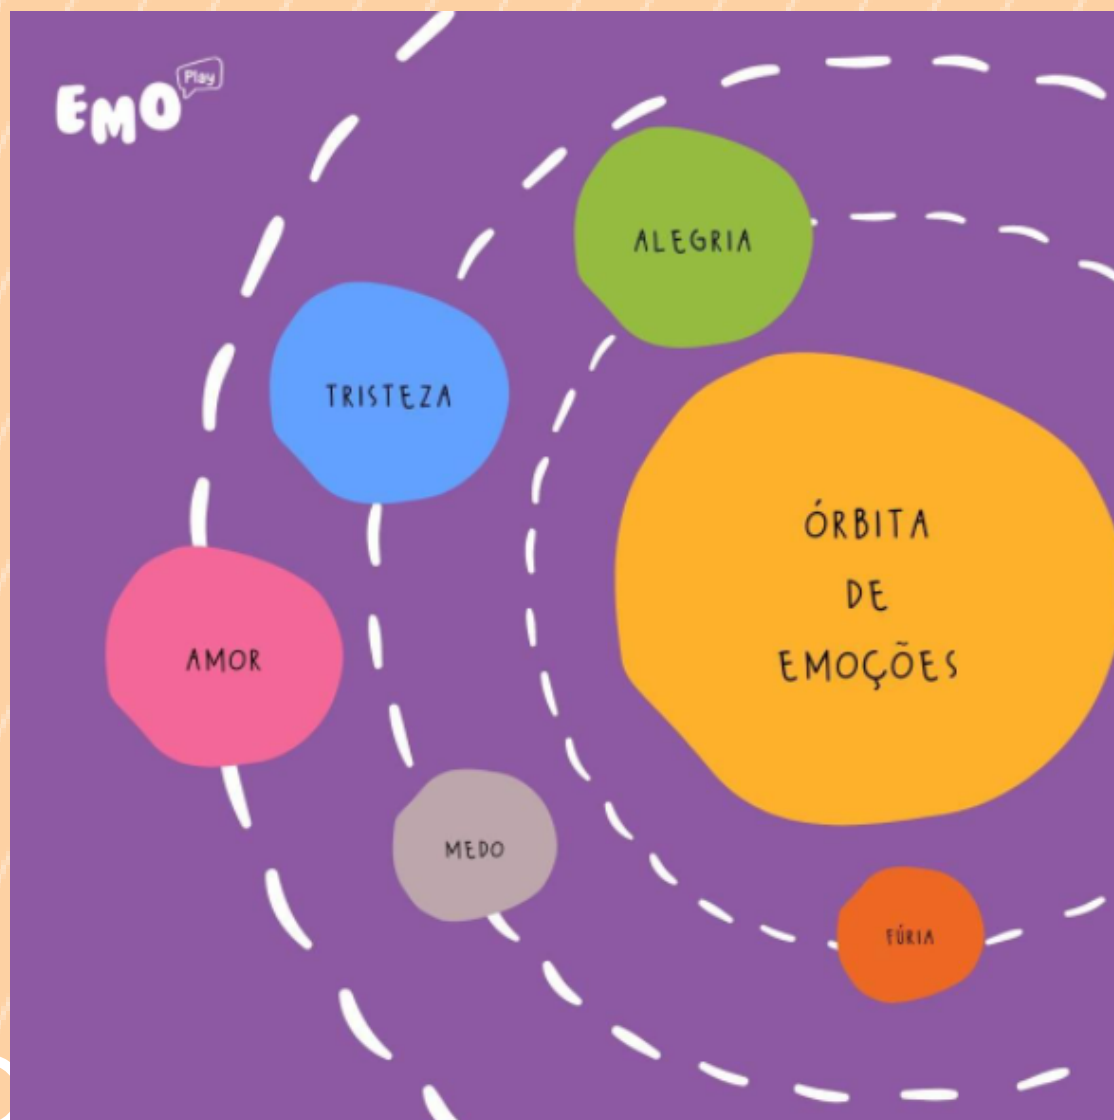 EMO
Play
ALEGRIA
TRISTEZA
ÓRBITA
DE
EMOÇÕES
AMOR
MEDO
FÚRIA